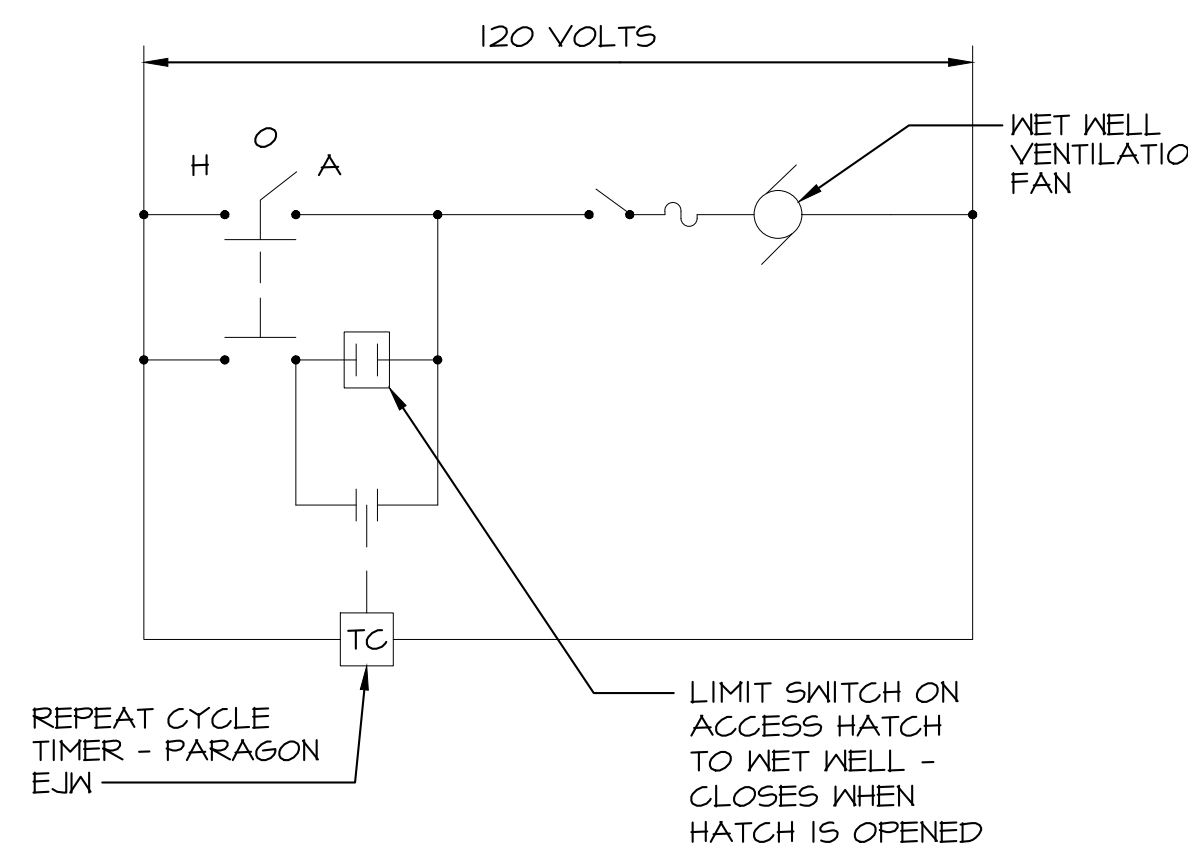 120 VOLTS
H
O
A
WET WELL
VENTILATIO
FAN
TC
REPEAT CYCLE
TIMER - PARAGON
EJW
LIMIT SWITCH ON
ACCESS HATCH
TO WET WELL -
CLOSES WHEN
HATCH IS OPENED